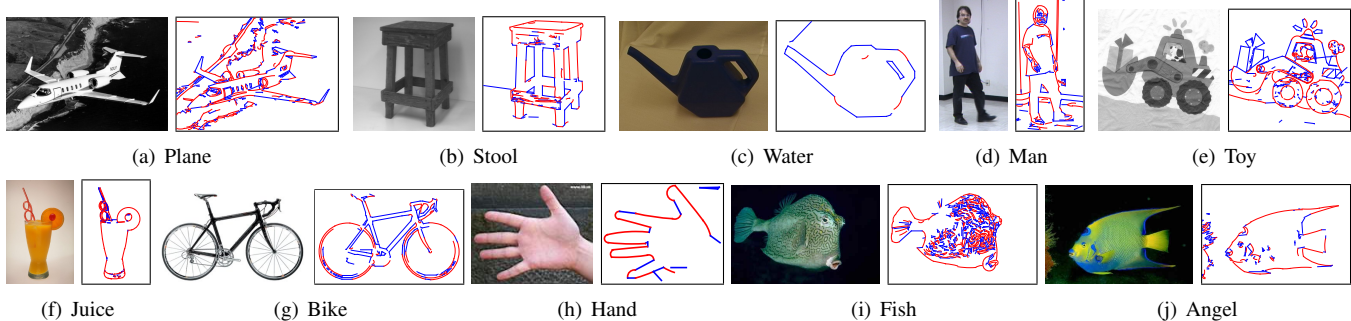 (a) Plane
(b) Stool
(c) Water
(d) Man
(e) Toy
(f) Juice
(g) Bike
(h) Hand
(i) Fish
(j) Angel